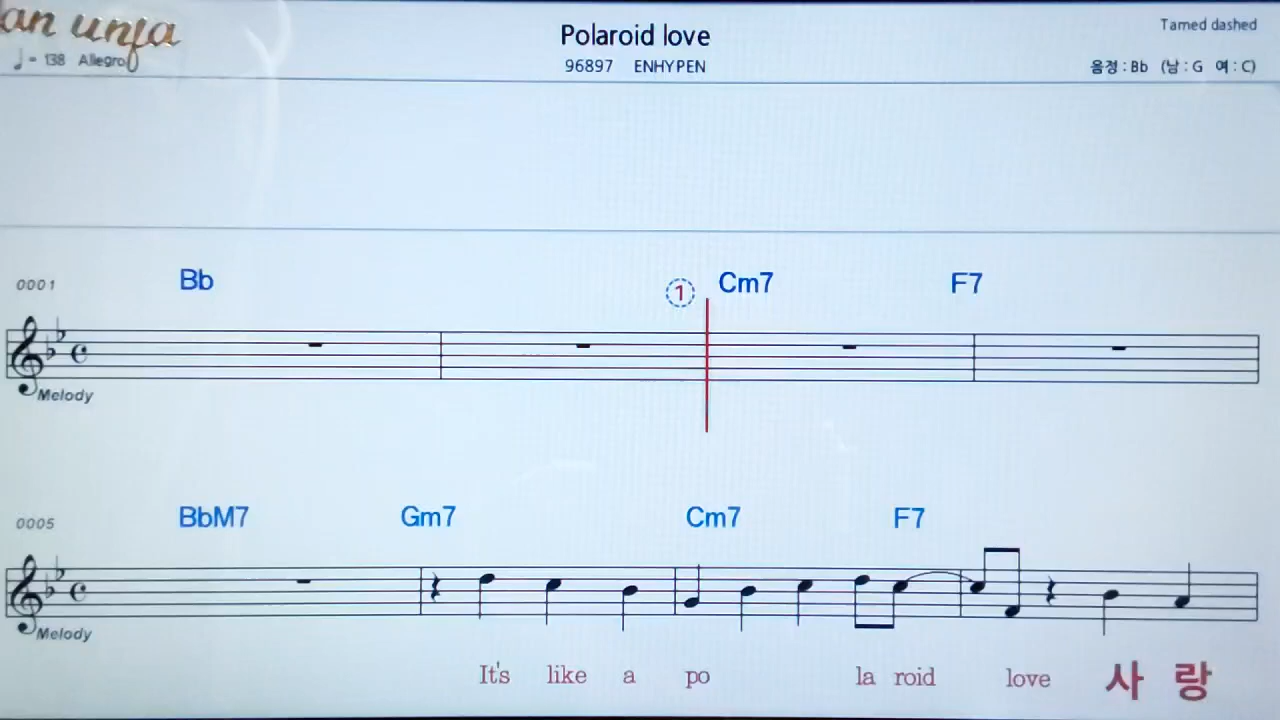 an unfa
Polaroid love
Tamed dashed
♩= 138 Allegro
96897 ENHYPEN
음정 : Bb (남 : G 여 : C)
0001
Bb
① Cm7 F7
Melody
0005
BbM7 Gm7 Cm7 F7
Melody
It's like a po la roid love 사 랑